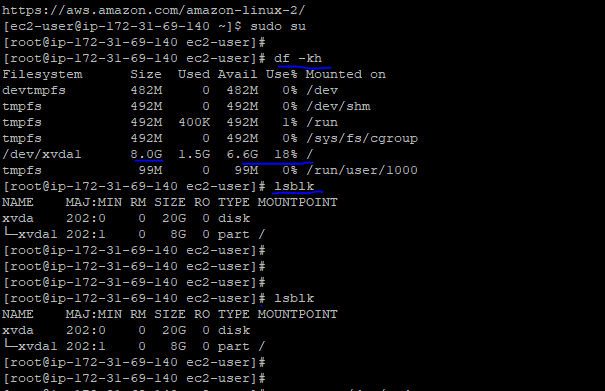 https://aws.amazon.com/amazon-linux-2/
[ec2-user@ip-172-31-69-140 ~]$ sudo su
[root@ip-172-31-69-140 ec2-user]#
[root@ip-172-31-69-140 ec2-user]# df -kh
Filesystem Size Used Avail Use% Mounted on
devtmpfs 482M 0 482M 0% /dev
tmpfs 492M 0 492M 0% /dev/shm
tmpfs 492M 400K 492M 1% /run
tmpfs 492M 0 492M 0% /sys/fs/cgroup
/dev/xvda1 8.0G 1.5G 6.6G 18% /
tmpfs 99M 0 99M 0% /run/user/1000
[root@ip-172-31-69-140 ec2-user]# lsblk
NAME MAJ:MIN RM SIZE RO TYPE MOUNTPOINT
xvda 202:0 0 20G 0 disk
└─xvda1 202:1 0 8G 0 part /
[root@ip-172-31-69-140 ec2-user]#
[root@ip-172-31-69-140 ec2-user]#
[root@ip-172-31-69-140 ec2-user]#
[root@ip-172-31-69-140 ec2-user]# lsblk
NAME MAJ:MIN RM SIZE RO TYPE MOUNTPOINT
xvda 202:0 0 20G 0 disk
└─xvda1 202:1 0 8G 0 part /
[root@ip-172-31-69-140 ec2-user]#
[root@ip-172-31-69-140 ec2-user]#